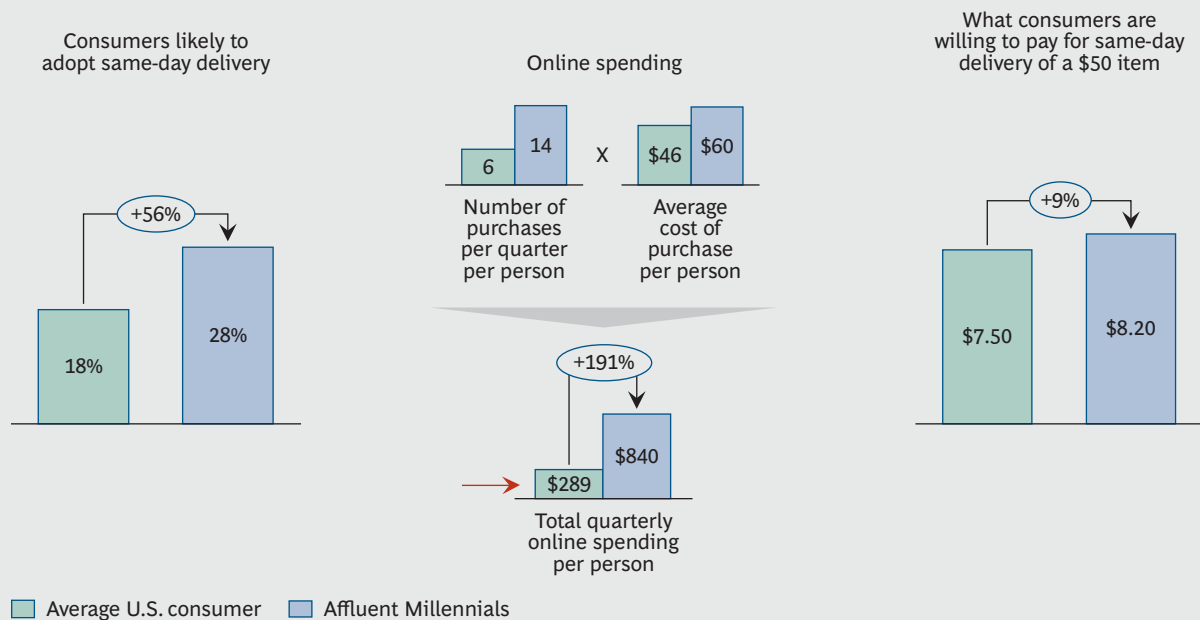 Consumers likely to
adopt same-day delivery
+56%
18%
28%
Online spending
6
14
X
$46
$60
Number of
purchases
per quarter
per person
Average
cost of
purchase
per person
+191%
$289
$840
Total quarterly
online spending
per person
What consumers are
willing to pay for same-day
delivery of a $50 item
+9%
$7.50
$8.20
Average U.S. consumer
Affluent Millennials